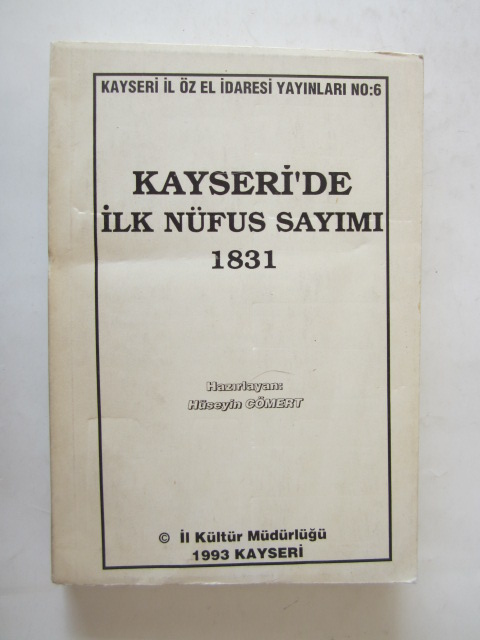 KAYSERİ İL ÖZ EL İDARESİ YAYINLARI NO:6
KAYSERİ'DE
İLK NÜFUS SAYIMI
1831
Hazırlayan:
Hüseyin CÖMERT
© İl Kültür Müdürlüğü
1993 KAYSERİ